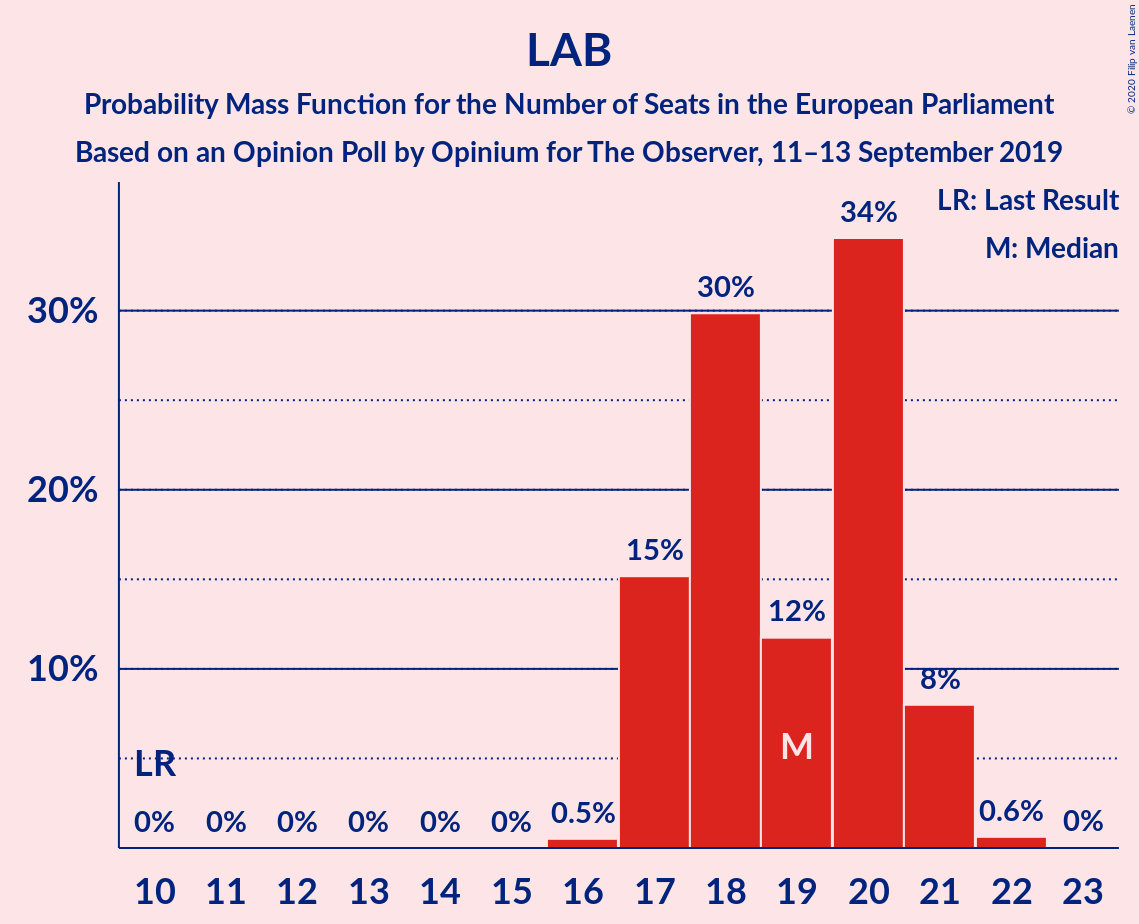 LAB
Probability Mass Function for the Number of Seats in the European Parliament
Based on an Opinion Poll by Opinium for The Observer, 11–13 September 2019
© 2020 Filip van Laenen
LR: Last Result
M: Median
34%
30%
30%
20%
15%
12%
10%
8%
M
LR
0%
0%
0%
0%
0%
0%
0.5%
0.6%
0%
10 11 12 13 14 15 16 17 18 19 20 21 22 23